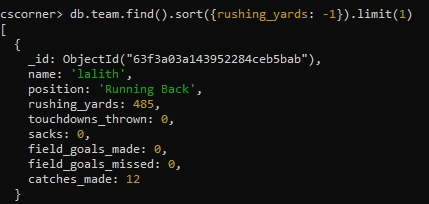 cscorner> db.team.find().sort({rushing_yards: -1}).limit(1)
[
  {
    _id: ObjectId("63f3a03a143952284ceb5bab"),
    name: 'lalith',
    position: 'Running Back',
    rushing_yards: 485,
    touchdowns_thrown: 0,
    sacks: 0,
    field_goals_made: 0,
    field_goals_missed: 0,
    catches_made: 12
  }